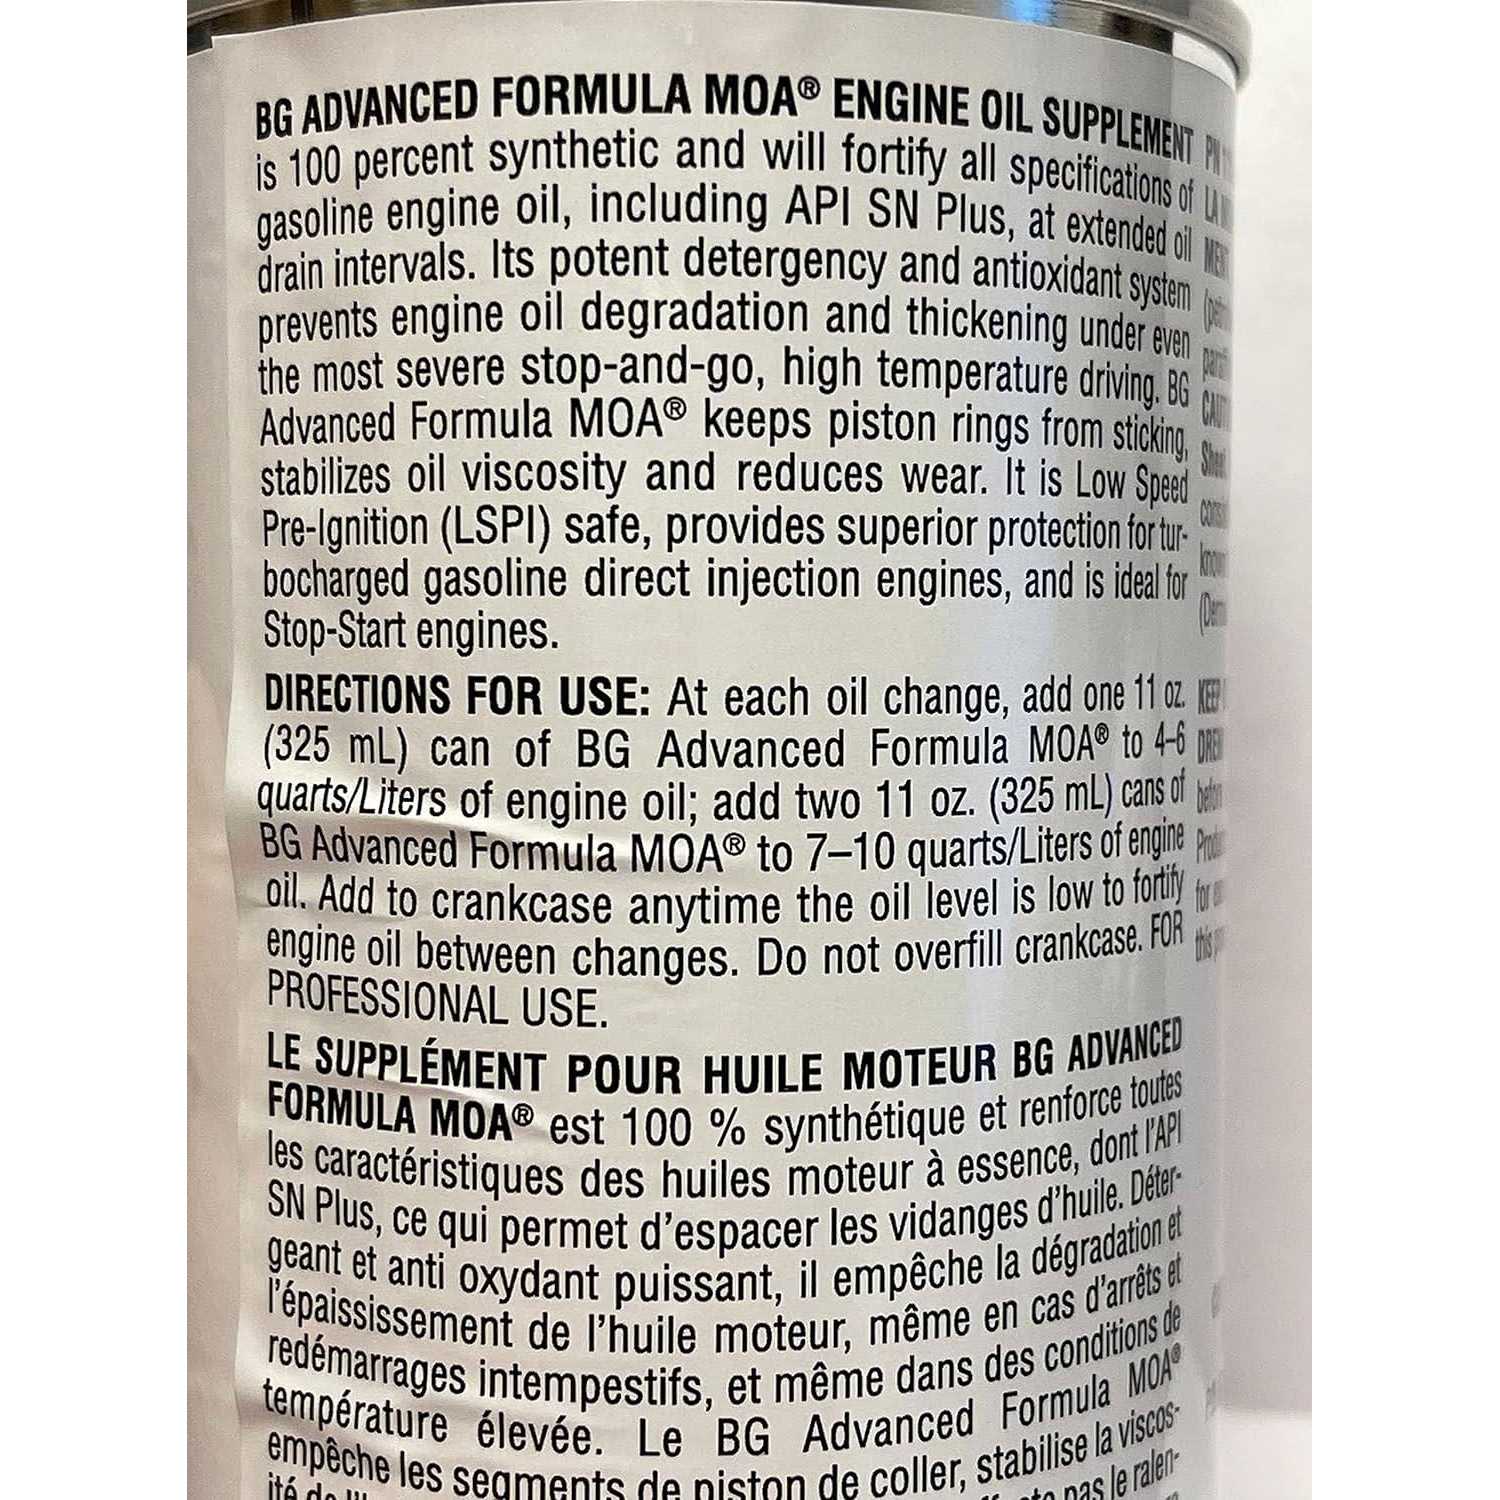 BG ADVANCED FORMULA MOA® ENGINE OIL SUPPLEMENT
is 100 percent synthetic and will fortify all specifications of
gasoline engine oil, including API SN Plus, at extended oil
drain intervals. Its potent detergency and antioxidant system
prevents engine oil degradation and thickening under even
the most severe stop-and-go, high temperature driving. BG
Advanced Formula MOA® keeps piston rings from sticking,
stabilizes oil viscosity and reduces wear. It is Low Speed
Pre-Ignition (LSPI) safe, provides superior protection for tur-
bocharged gasoline direct injection engines, and is ideal for
Stop-Start engines.
DIRECTIONS FOR USE: At each oil change, add one 11 oz.
(325 mL) can of BG Advanced Formula MOA® to 4-6
quarts/Liters of engine oil; add two 11 oz. (325 mL) cans of
BG Advanced Formula MOA® to 7–10 quarts/Liters of engine
oil. Add to crankcase anytime the oil level is low to fortify
engine oil between changes. Do not overfill crankcase. FOR
PROFESSIONAL USE.
LE SUPPLÉMENT POUR HUILE MOTEUR BG ADVANCED
FORMULA MOA® est 100 % synthétique et renforce toutes
les caractéristiques des huiles moteur à essence, dont l'API
SN Plus, ce qui permet d'espacer les vidanges d'huile. Déter-
geant et anti oxydant puissant, il empêche la dégradation et
l'épaississement de l'huile moteur, même en cas d'arrêts et
redémarrages intempestifs, et même dans des conditions de
température élevée. Le BG Advanced Formula MOA®
empêche les segments de piston de coller, stabilise la viscos-
pas le ralen-
PN
KEEP